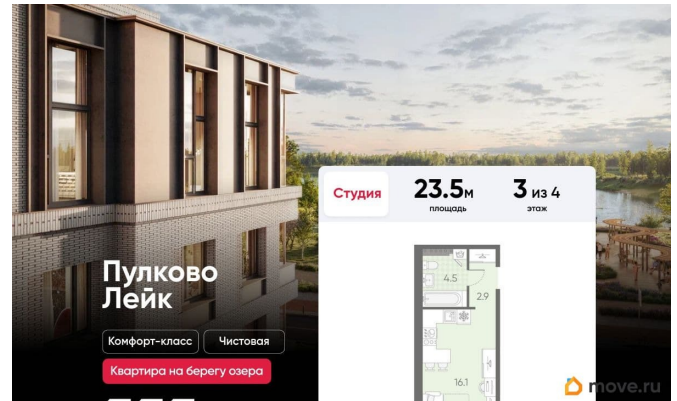 Студия
23.5м
площадь
3 из 4
этаж
4.5
2.9
16.1
Пулково
Лейк
Комфорт-класс
Чистовая
Квартира на берегу озера
move.ru